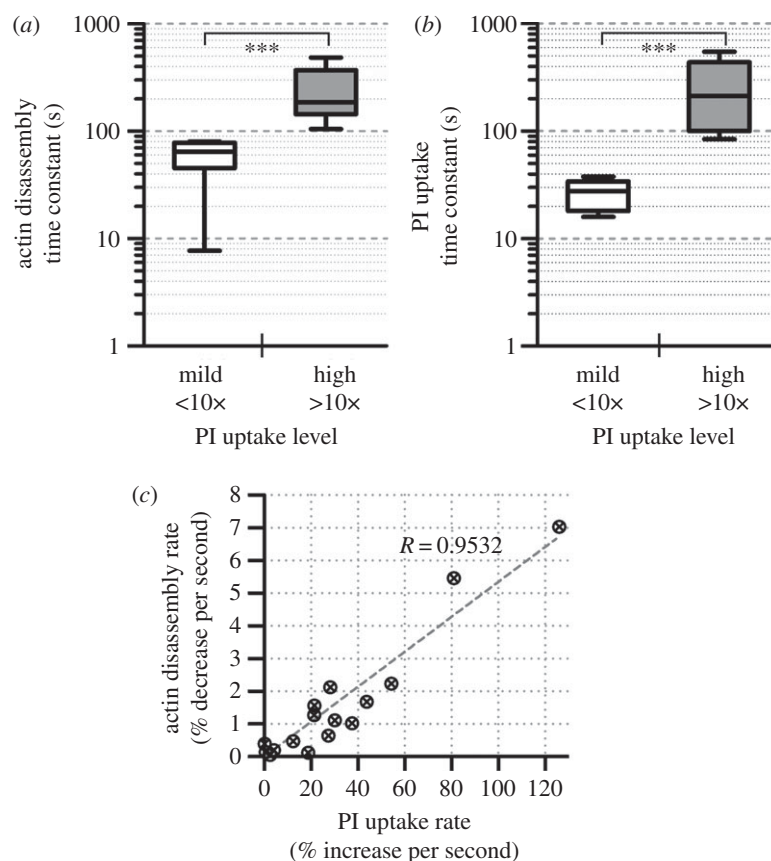 (a)
1000
100
10
1
actin disassembly
time constant (s)
***
mild
<10×
high
>10×
PI uptake level
(b)
1000
100
10
1
PI uptake
time constant (s)
***
mild
<10×
high
>10×
PI uptake level
(c)
8
7
6
5
4
3
2
1
0
actin disassembly rate
(% decrease per second)
R = 0.9532
0 20 40 60 80 100 120
PI uptake rate
(% increase per second)